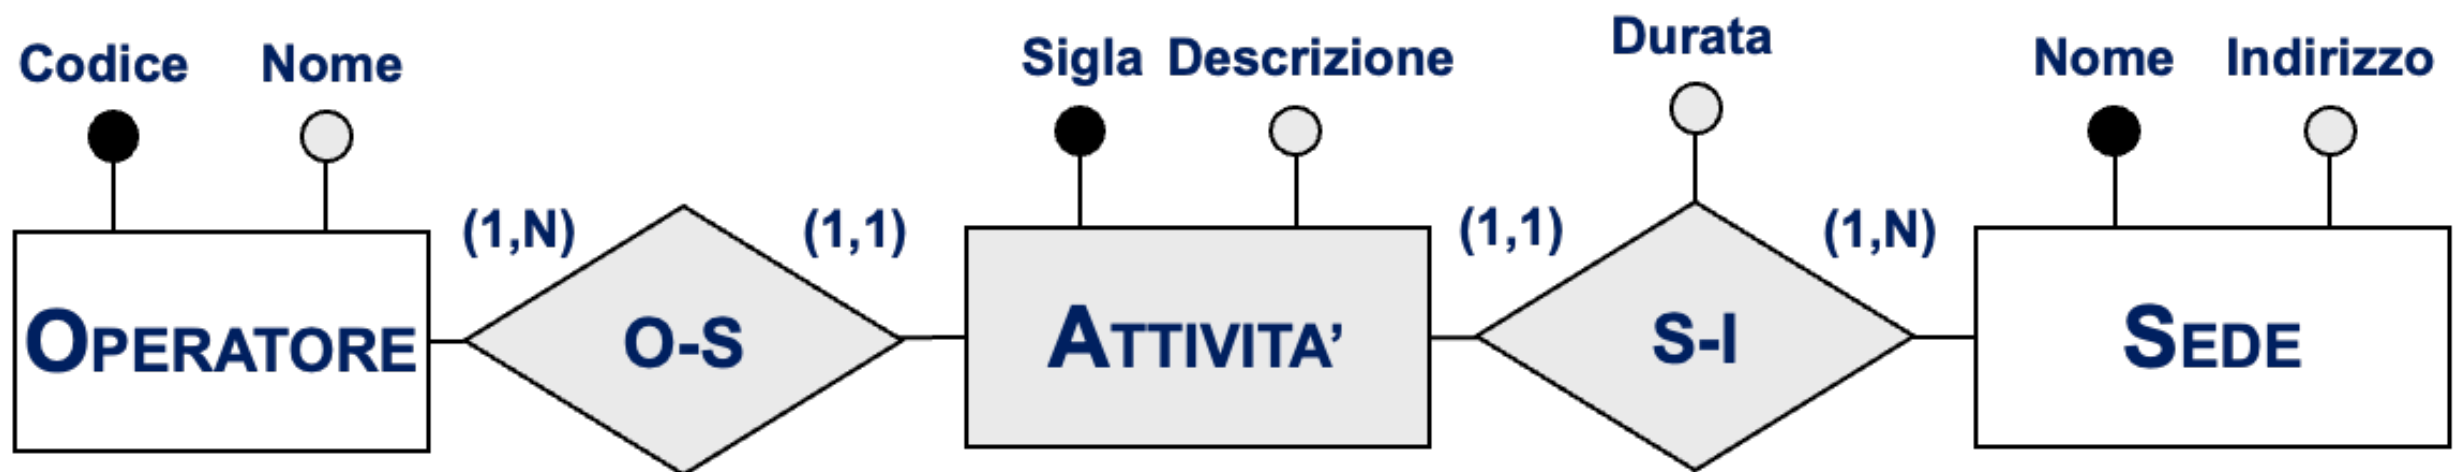 Codice Nome Sigla Descrizione Durata Nome Indirizzo
(1,N) (1,1) (1,1) (1,N)
OPERATORE O-S ATTIVITA’ S-I SEDE